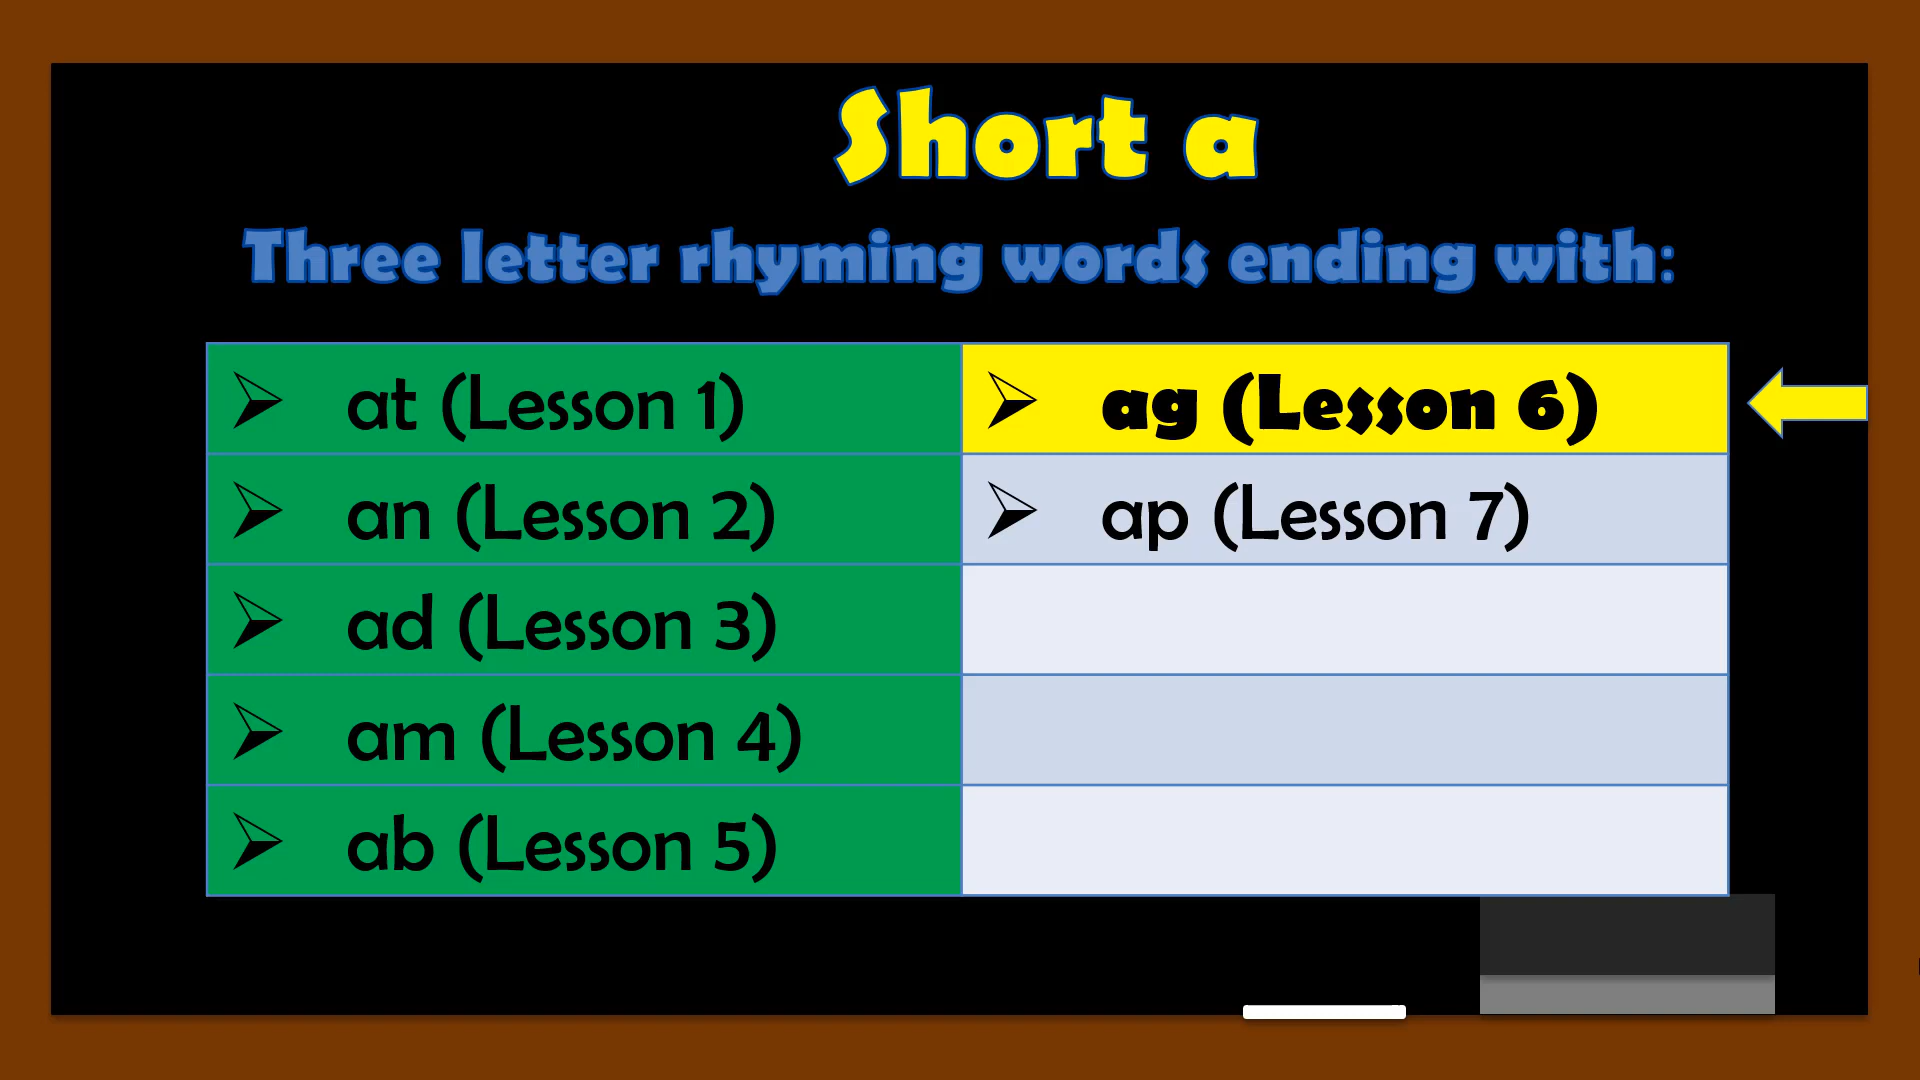 Short a
Three letter rhyming words ending with:
at (Lesson 1)
an (Lesson 2)
ad (Lesson 3)
am (Lesson 4)
ab (Lesson 5)
ag (Lesson 6)
ap (Lesson 7)